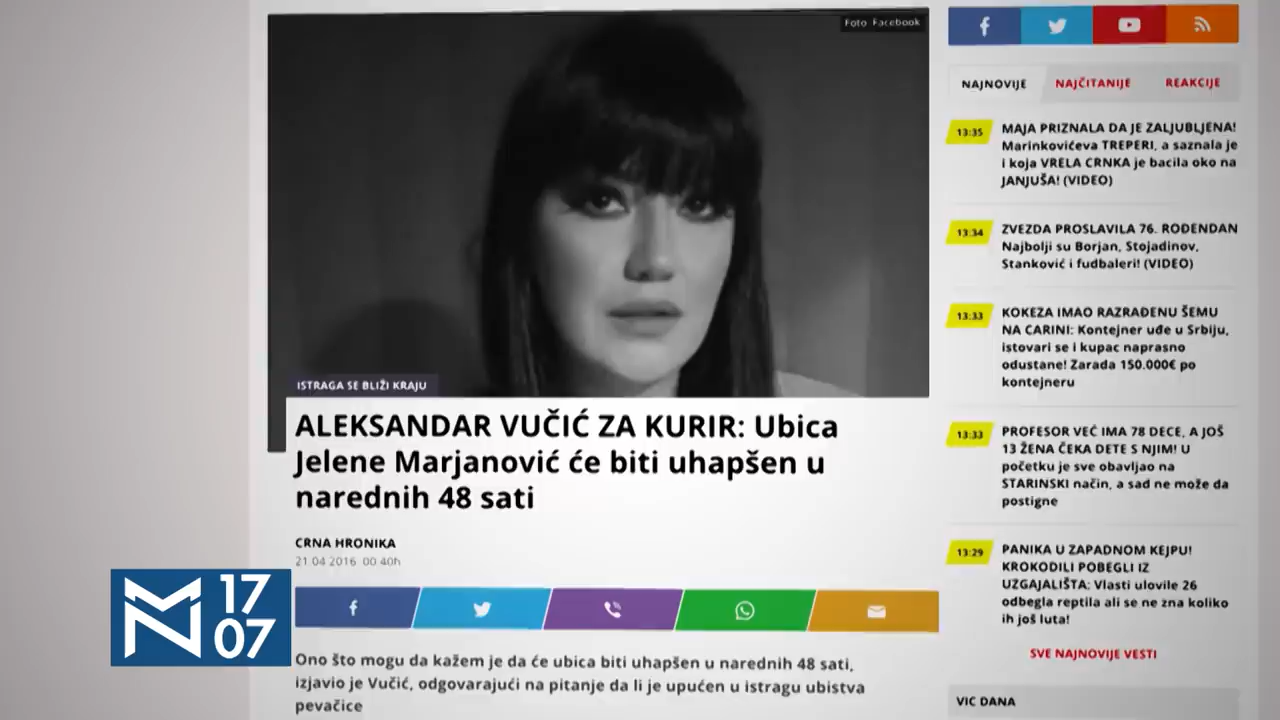 Foto Facebook
ISTRAGA SE BLIŽI KRAJU
ALEKSANDAR VUČIĆ ZA KURIR: Ubica
Jelene Marjanović će biti uhapšen u
narednih 48 sati
CRNA HRONIKA
21 04 2016 00 40h
Ono što mogu da kažem je da će ubica biti uhapšen u narednih 48 sati,
izjavio je Vučić, odgovarajući na pitanje da li je upućen u istragu ubistva
pevačice
NAJNOVIJE
NAJČITANIJE
REAKCIJE
13:35
MAJA PRIZNALA DA JE ZALJUBLJENA!
Marinkovićeva TREPERI, a saznala je
i koja VRELA CRNKA je bacila oko na
JANJUŠA! (VIDEO)
13:34
ZVEZDA PROSLAVILA 76. ROĐENDAN
Najbolji su Borjan, Stojadinov,
Stanković i fudbaleri! (VIDEO)
13:33
KOKEZA IMAO RAZRAĐENU ŠEMU
NA CARINI: Kontejner uđe u Srbiju,
istovari se i kupac naprasno
odustane! Zarada 150.000€ po
kontejneru
13:33
PROFESOR VEĆ IMA 78 DECE, A JOŠ
13 ŽENA ČEKA DETE S NJIM! U
početku je sve obavljao na
STARINSKI način, a sad ne može da
postigne
13:29
PANIKA U ZAPADNOM KEJPU!
KROKODILI POBEGLI IZ
UZGAJALIŠTA: Vlasti ulovile 26
odbegla reptila ali se ne zna koliko
ih još luta!
SVE NAJNOVIJE VESTI
VIC DANA
17
07